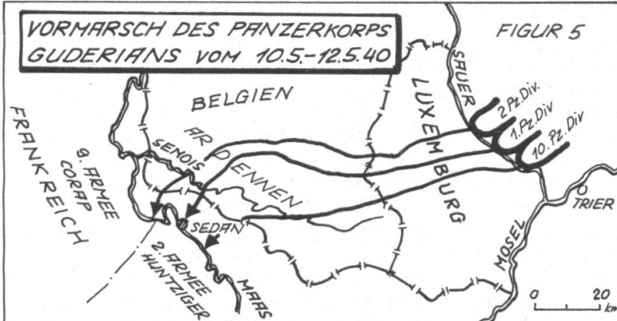 VORMARSCH DES PANZERKORPS
GUDERIANS VOM 10.5.–12.5.40
FIGUR 5
BELGIEN
LUXEMBURG
SAUER
2. Pz. Div.
1. Pz. Div
10. Pz. Div
FRANKREICH
9. ARMEE
CORAP
SEMOIS
ARDENNEN
TRIER
MOSEL
SEDAN
2. ARMEE
HUNTZIGER
MAAS
0 20
km